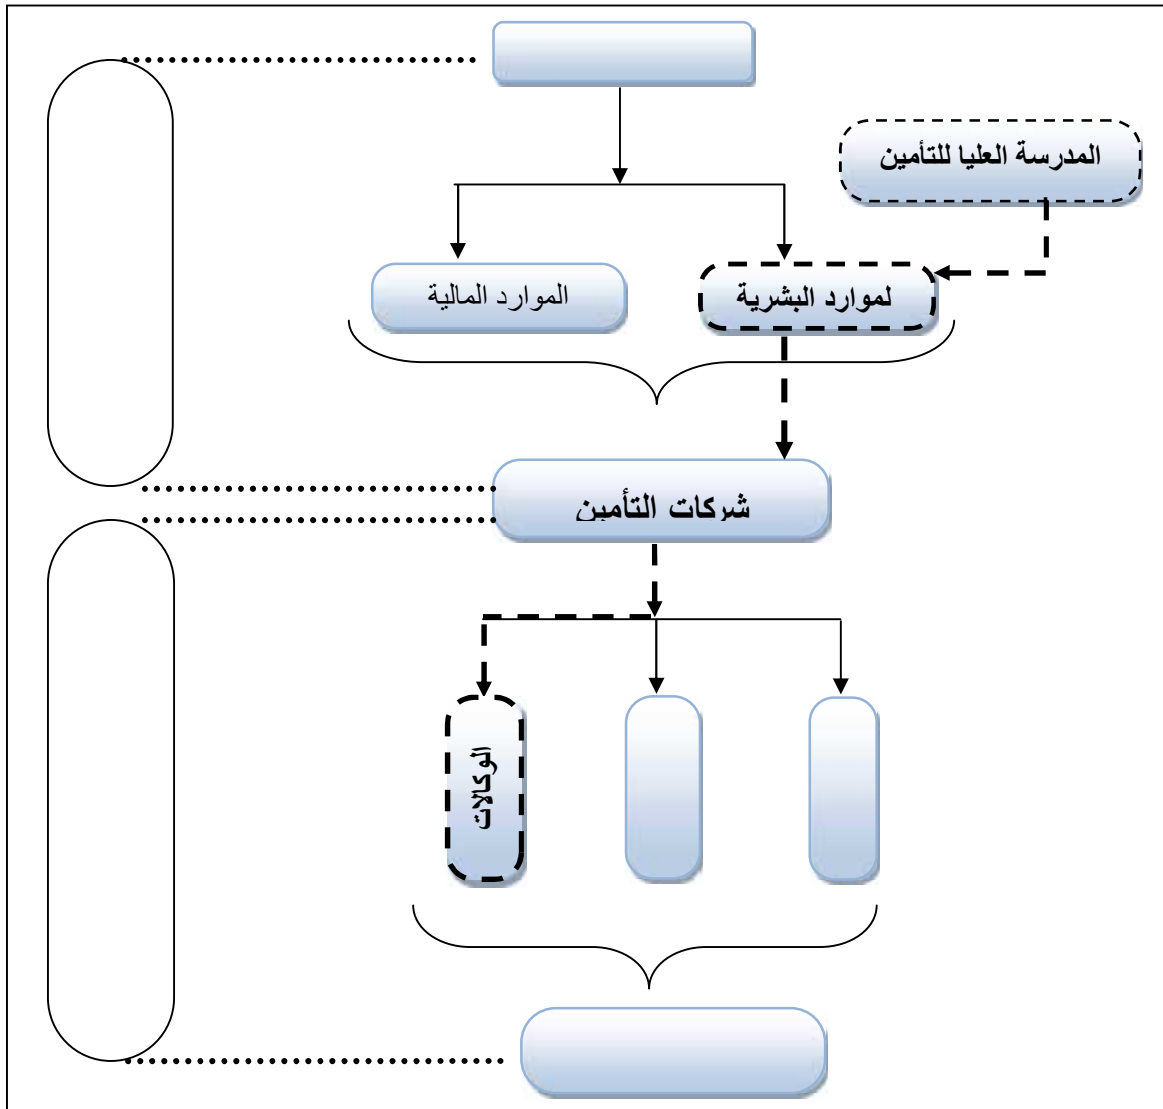 المدرسة العليا للتأمين
لموارد البشرية
الموارد المالية
شركات التأمين
الوكالات